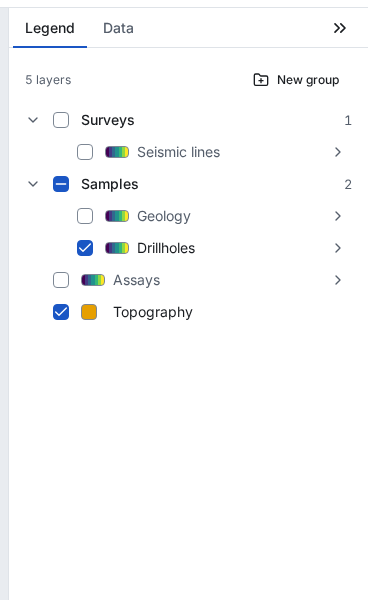 Legend Data
5 layers New group
Surveys 1
Seismic lines
Samples 2
Geology
Drillholes
Assays
Topography